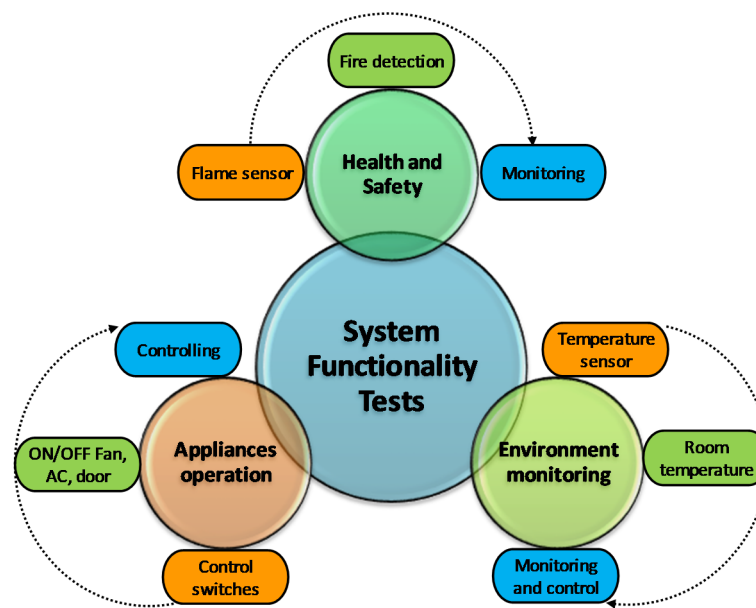 Fire detection
Flame sensor
Health and
Safety
Monitoring
System
Functionality
Tests
Controlling
Appliances
operation
ON/OFF Fan,
AC, door
Control
switches
Temperature
sensor
Environment
monitoring
Room
temperature
Monitoring
and control